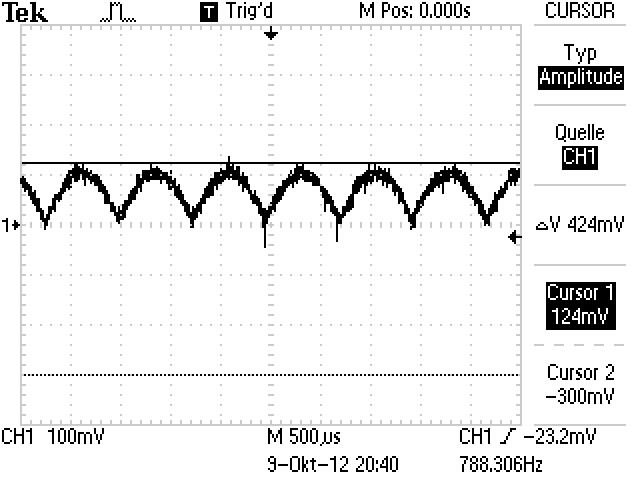 Tek T Trig'd M Pos: 0.000s CURSOR
Typ
Amplitude
Quelle
CH1
1
△V 424mV
Cursor 1
124mV
Cursor 2
-300mV
CH1 100mV M 500µs CH1 -23.2mV
9-Okt-12 20:40 788.306Hz